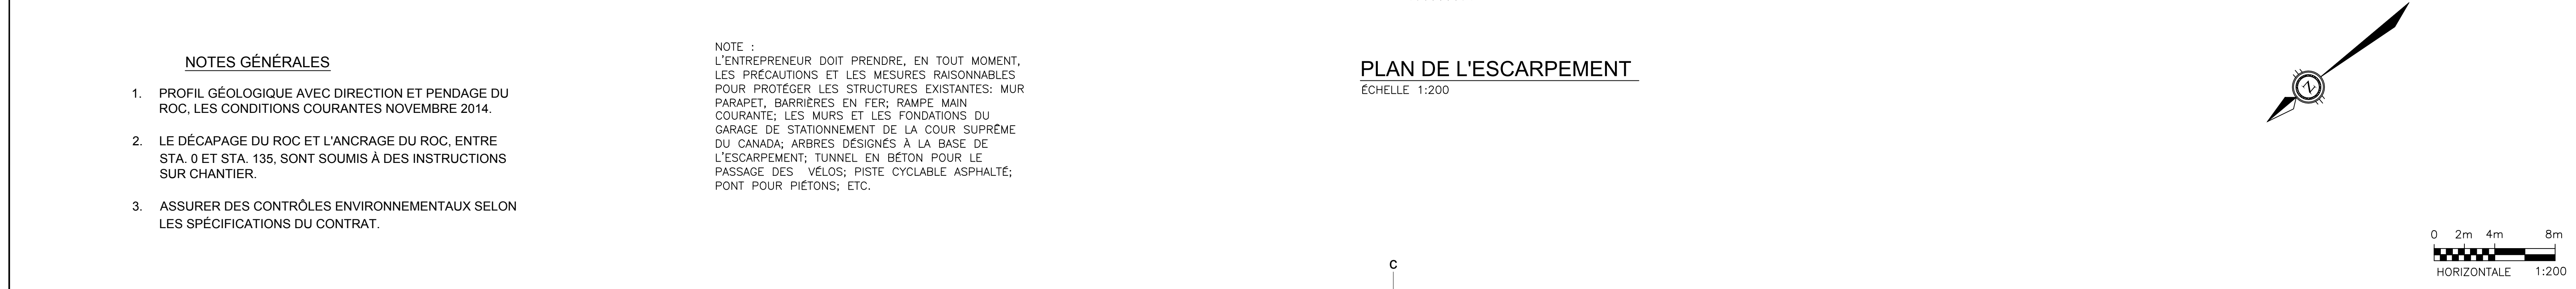 NOTES GÉNÉRALES
1. PROFIL GÉOLOGIQUE AVEC DIRECTION ET PENDAGE DU
ROC, LES CONDITIONS COURANTES NOVEMBRE 2014.
2. LE DÉCAPAGE DU ROC ET L'ANCRAGE DU ROC, ENTRE
STA. 0 ET STA. 135, SONT SOUMIS À DES INSTRUCTIONS
SUR CHANTIER.
3. ASSURER DES CONTRÔLES ENVIRONNEMENTAUX SELON
LES SPÉCIFICATIONS DU CONTRAT.
NOTE :
L'ENTREPRENEUR DOIT PRENDRE, EN TOUT MOMENT,
LES PRÉCAUTIONS ET LES MESURES RAISONNABLES
POUR PROTÉGER LES STRUCTURES EXISTANTES: MUR
PARAPET, BARRIÈRES EN FER; RAMPE MAIN
COURANTE; LES MURS ET LES FONDATIONS DU
GARAGE DE STATIONNEMENT DE LA COUR SUPRÊME
DU CANADA; ARBRES DÉSIGNÉS À LA BASE DE
L'ESCARPEMENT; TUNNEL EN BÉTON POUR LE
PASSAGE DES VÉLOS; PISTE CYCLABLE ASPHALTÉ;
PONT POUR PIÉTONS; ETC.
PLAN DE L'ESCARPEMENT
ÉCHELLE 1:200
C
N
0 2m 4m 8m
HORIZONTALE 1:200